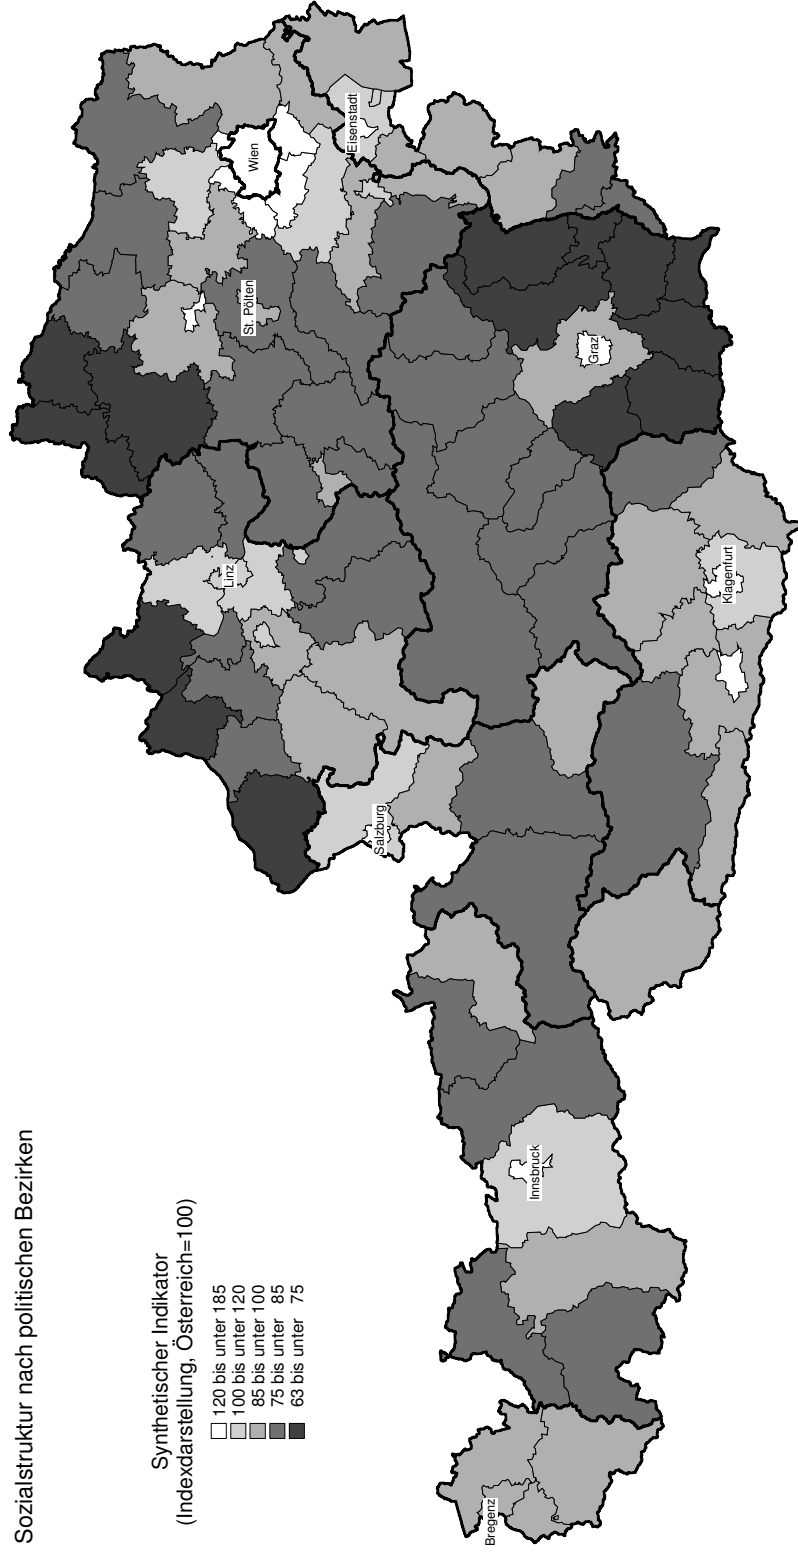 Sozialstruktur nach politischen Bezirken
Synthetischer Indikator
(Indexdarstellung, Österreich=100)
120 bis unter 185
100 bis unter 120
85 bis unter 100
75 bis unter 85
63 bis unter 75
Wien
Eisenstadt
St. Pölten
Linz
Graz
Klagenfurt
Salzburg
Innsbruck
Bregenz